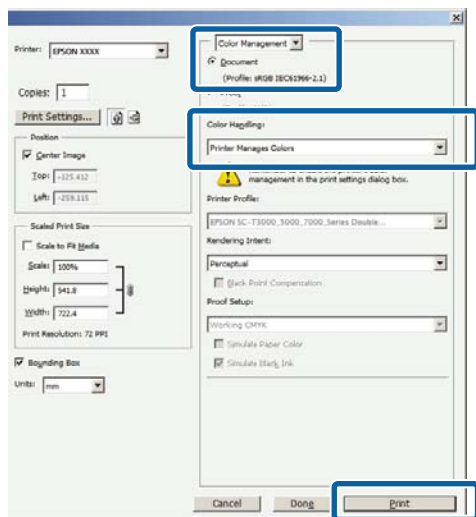 Printer: EPSON XXXX
Copies: 1
Print Settings...
Position
Center Image
Top: -125.412
Left: -259.115
Scaled Print Size
Scale to Fit Media
Scale: 100%
Height: 541.8
Width: 722.4
Print Resolution: 72 PPI
Bounding Box
Units: mm
Color Management
Document
(Profile: sRGB IEC61966-2.1)
Color Handling:
Printer Manages Colors
management in the print settings dialog box.
Printer Profile:
EPSON SC-T3000_5000_7000_Series Double...
Rendering Intent:
Perceptual
Black Point Compensation
Proof Setup:
Working CMYK
Simulate Paper Color
Simulate Black Ink
Cancel
Done
Print